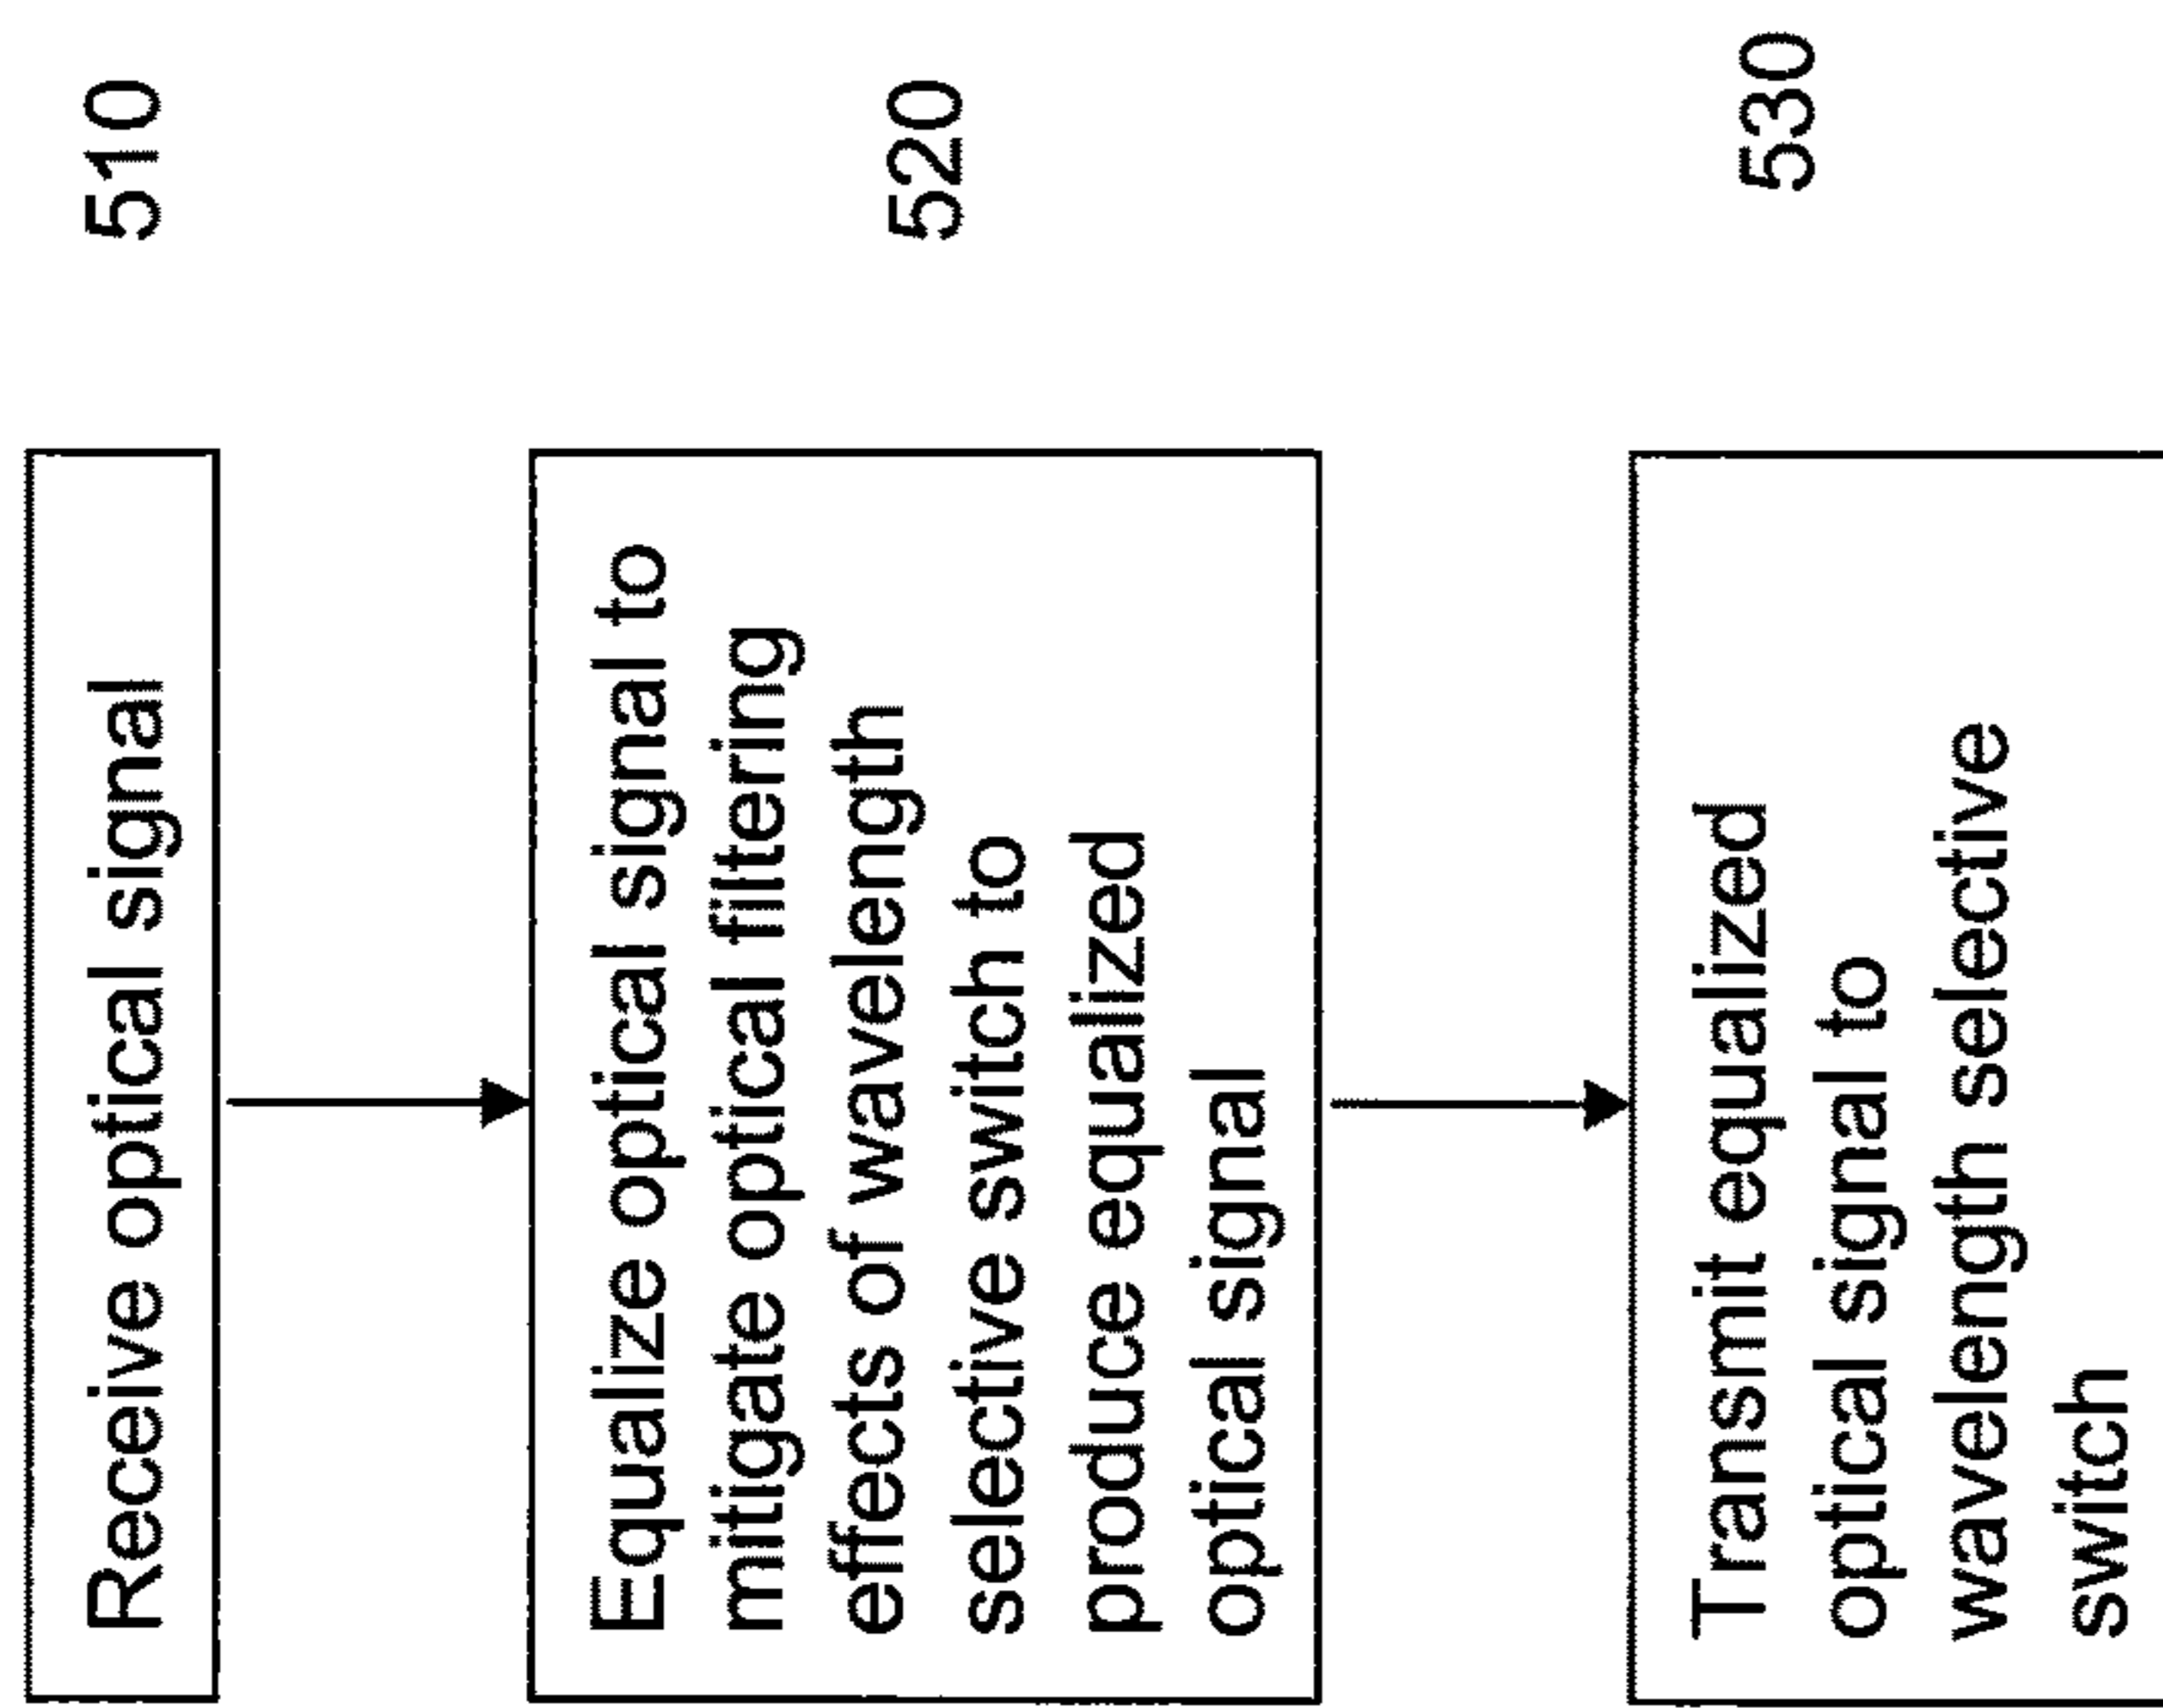 Receive optical signal
510
Equalize optical signal to
mitigate optical filtering
effects of wavelength
selective switch to
produce equalized
optical signal
520
Transmit equalized
optical signal to
wavelength selective
switch
530